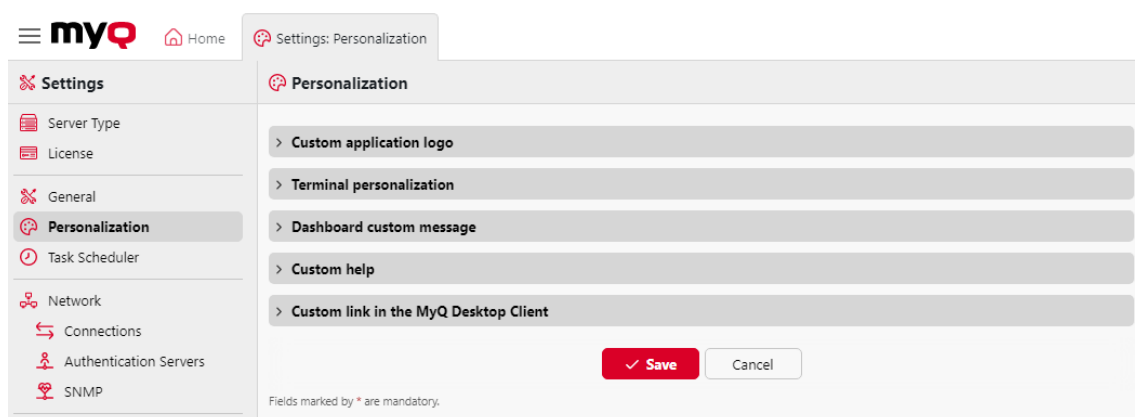 myQ
Home
Settings: Personalization
Settings
Personalization
Server Type
License
General
Personalization
Task Scheduler
Network
Connections
Authentication Servers
SNMP
Custom application logo
Terminal personalization
Dashboard custom message
Custom help
Custom link in the MyQ Desktop Client
Save
Cancel
Fields marked by * are mandatory.